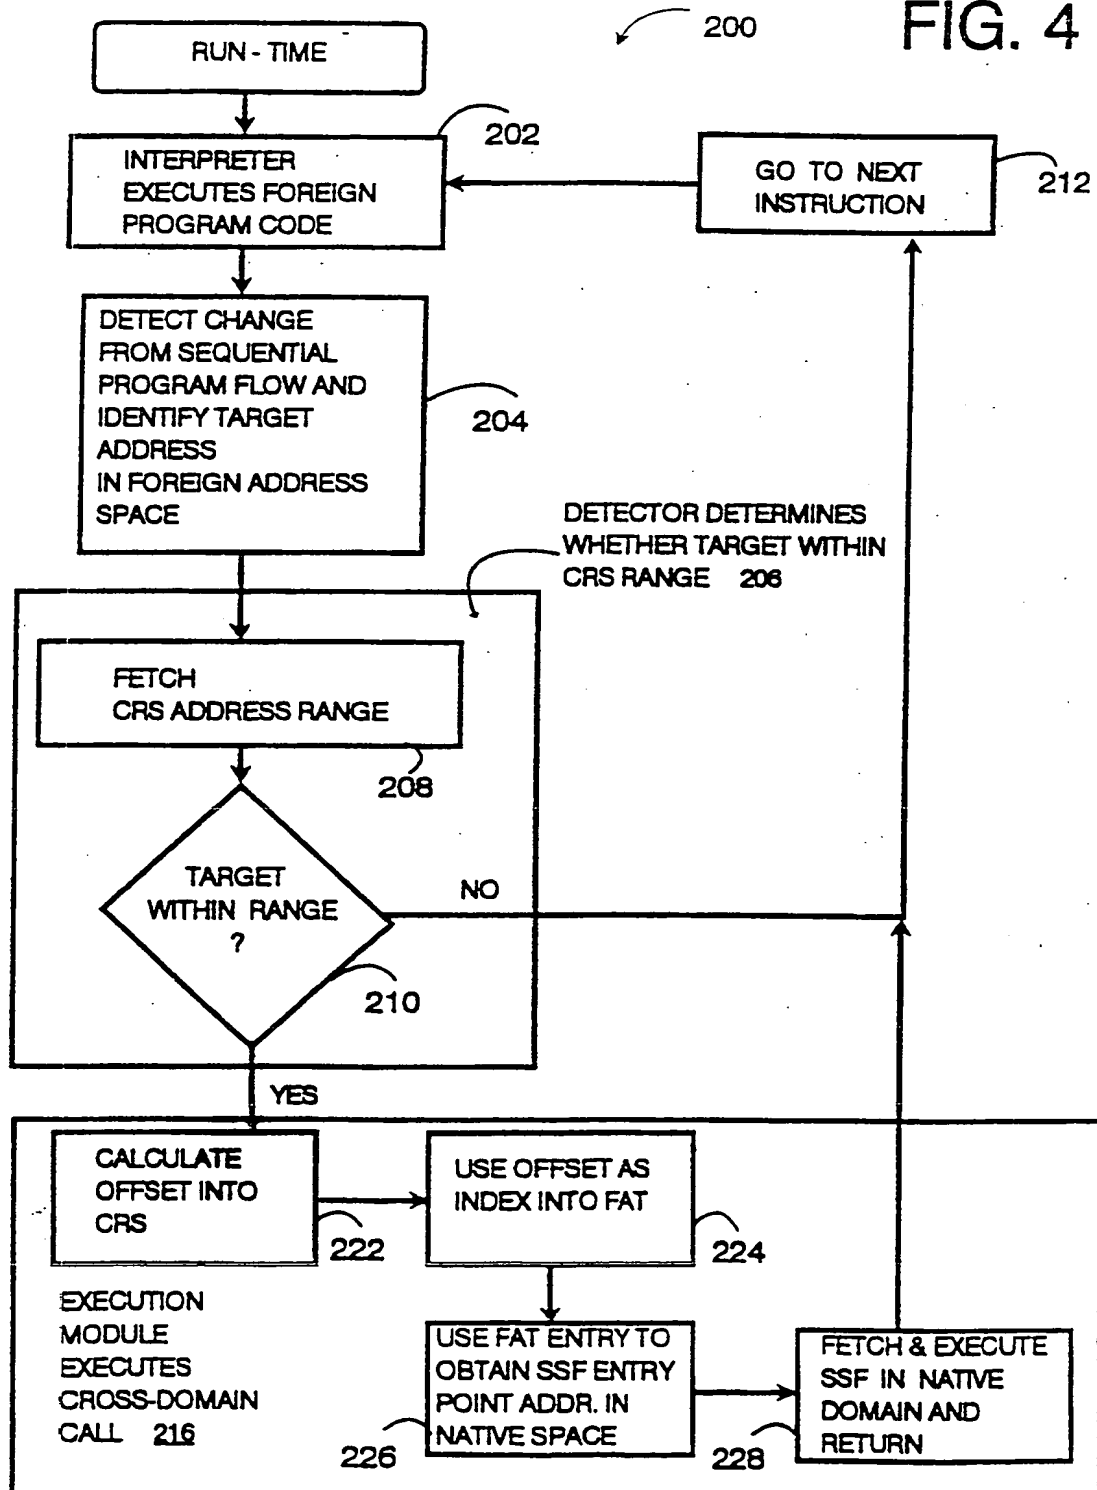 FIG. 4
200
RUN - TIME
202
INTERPRETER
EXECUTES FOREIGN
PROGRAM CODE
GO TO NEXT
INSTRUCTION
212
DETECT CHANGE
FROM SEQUENTIAL
PROGRAM FLOW AND
IDENTIFY TARGET
ADDRESS
IN FOREIGN ADDRESS
SPACE
204
DETECTOR DETERMINES
WHETHER TARGET WITHIN
CRS RANGE 206
FETCH
CRS ADDRESS RANGE
208
TARGET
WITHIN RANGE
?
NO
210
YES
CALCULATE
OFFSET INTO
CRS
222
USE OFFSET AS
INDEX INTO FAT
224
EXECUTION
MODULE
EXECUTES
CROSS-DOMAIN
CALL 216
USE FAT ENTRY TO
OBTAIN SSF ENTRY
POINT ADDR. IN
NATIVE SPACE
226
FETCH & EXECUTE
SSF IN NATIVE
DOMAIN AND
RETURN
228